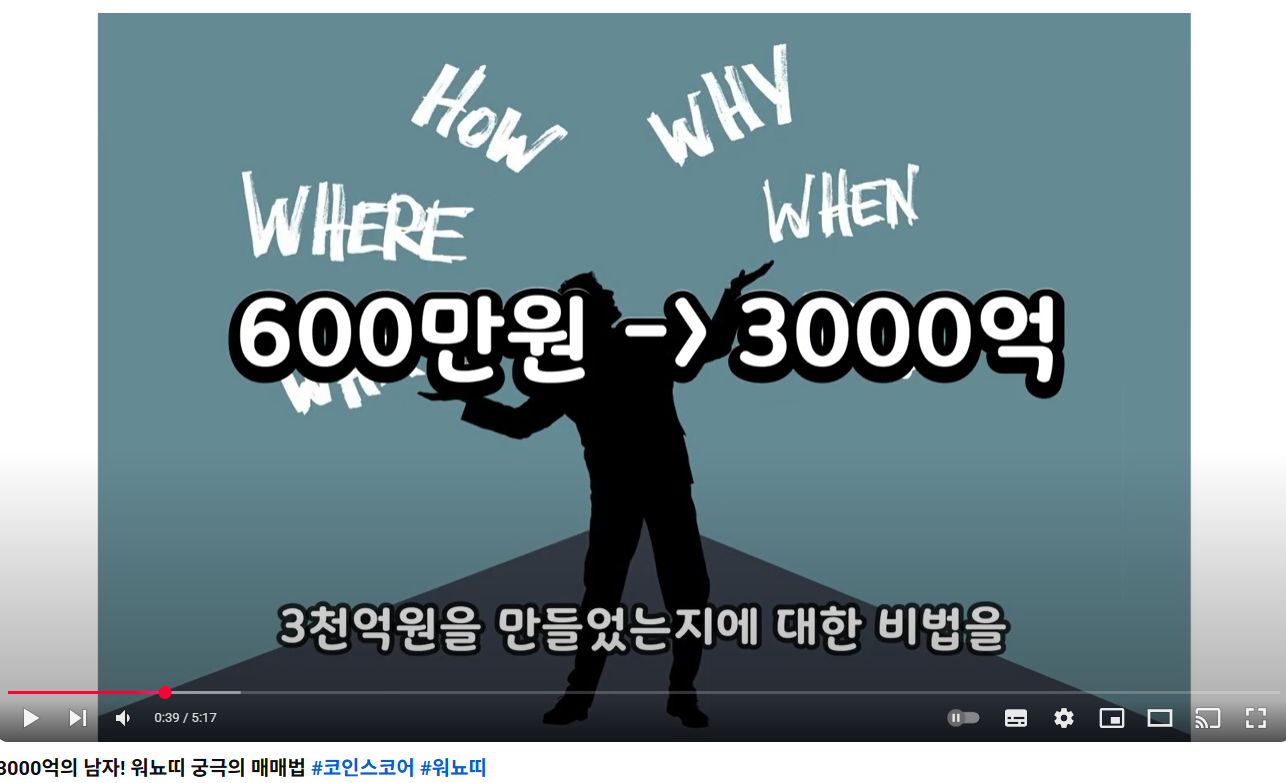 HOW
WHY
WHERE
WHEN
600만원 -> 3000억
3천억원을 만들었는지에 대한 비법을
0:39 / 5:17
3000억의 남자! 워뇨띠 궁극의 매매법 #코인스코어 #워뇨띠